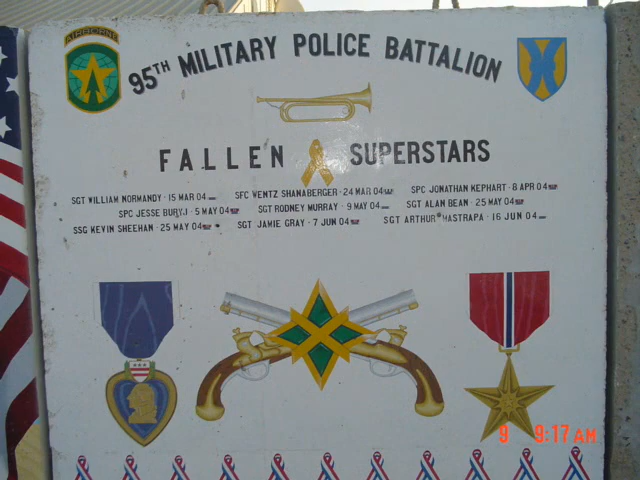 AIRBORNE
95TH MILITARY POLICE BATTALION
FALLEN SUPERSTARS
SGT WILLIAM NORMANDY · 15 MAR 04 SFC WENTZ SHANABERGER · 24 MAR 04 SPC JONATHAN KEPHART · 8 APR 04
SPC JESSE BURYJ · 5 MAY 04 SGT RODNEY MURRAY · 9 MAY 04 SGT ALAN BEAN · 25 MAY 04
SSG KEVIN SHEEHAN · 25 MAY 04 SGT JAMIE GRAY · 7 JUN 04 SGT ARTHUR MASTRAPA · 16 JUN 04
9 9:17 AM